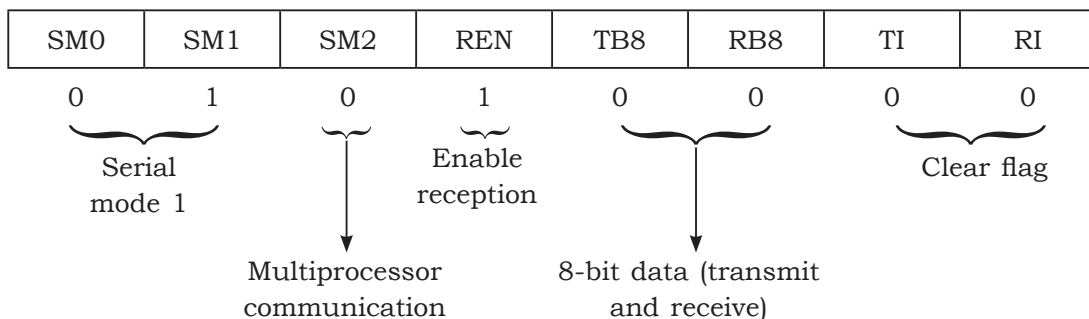 SM0 SM1 SM2 REN TB8 RB8 TI RI
0 1 0 1 0 0 0 0
Serial
mode 1
Enable
reception
Clear flag
Multiprocessor
communication
8-bit data (transmit
and receive)